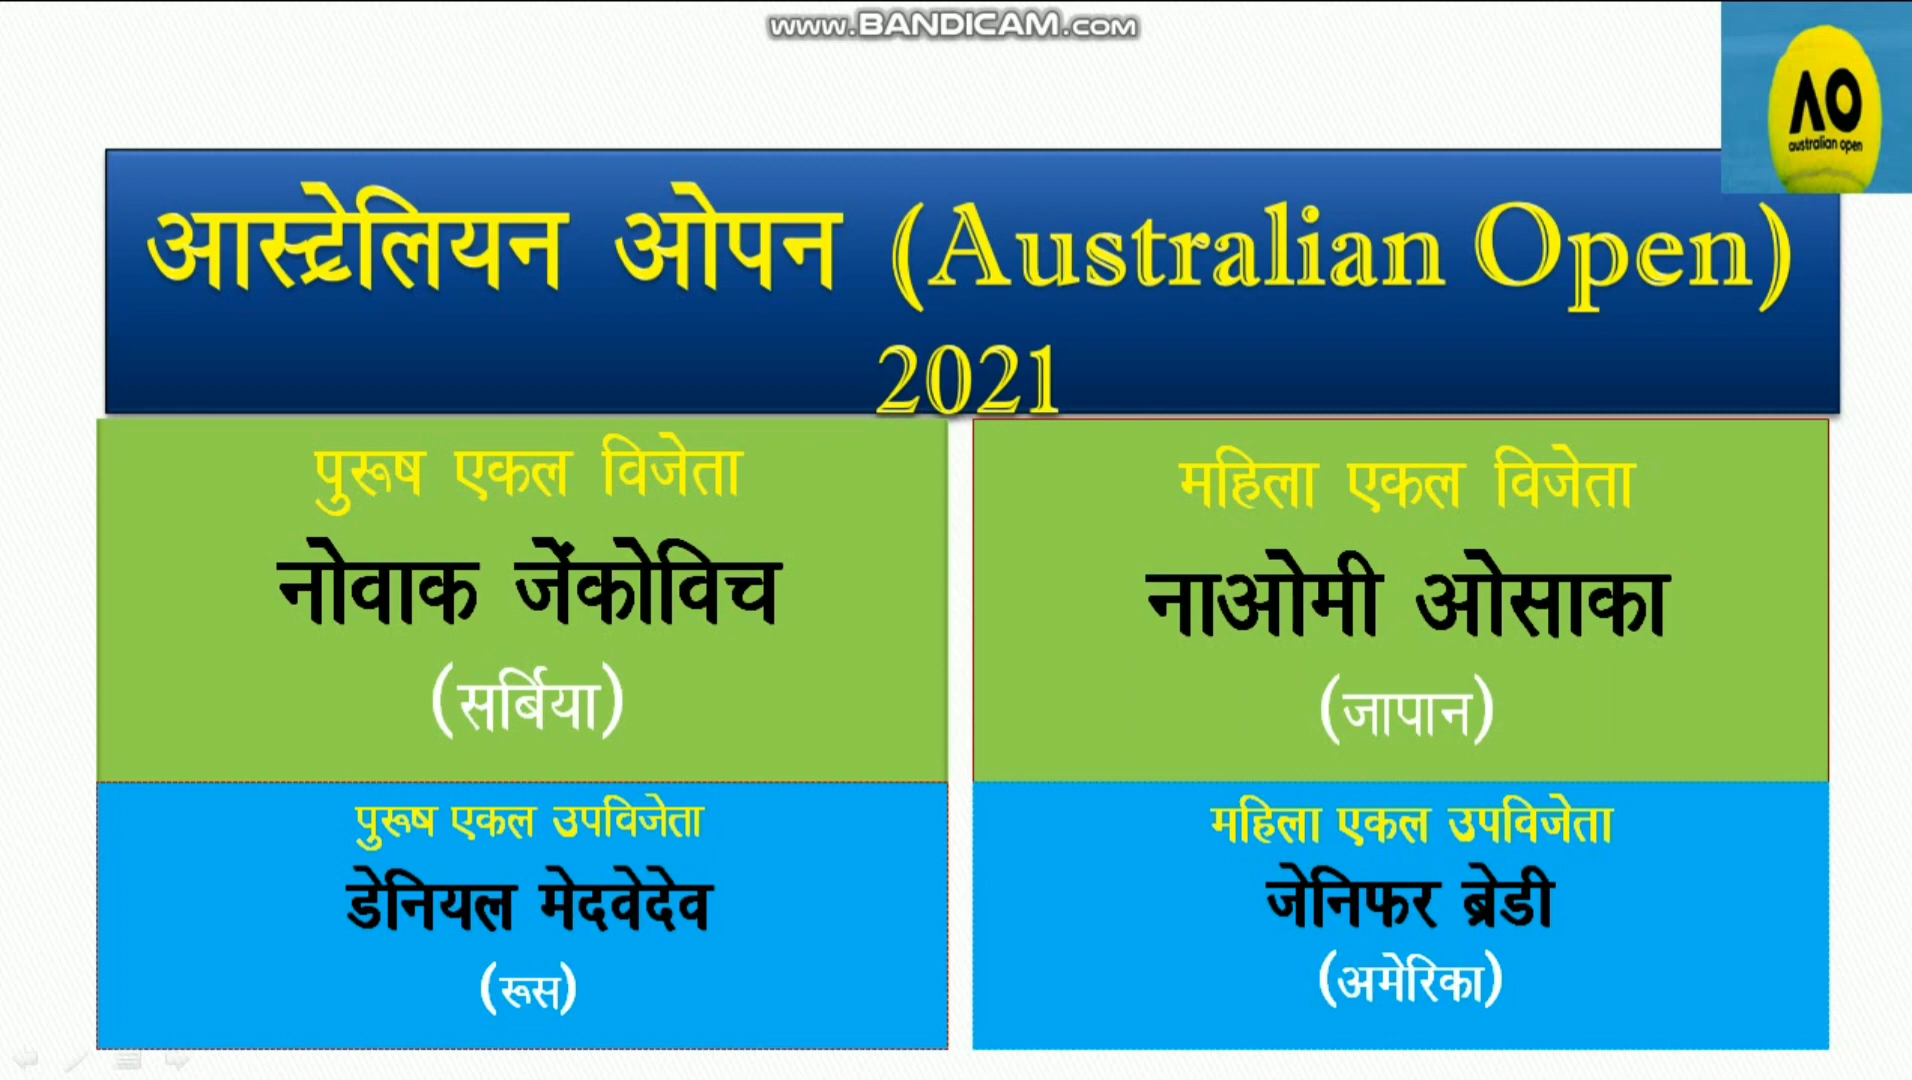 www.BANDICAM.com
AO
australian open
आस्ट्रेलियन ओपन (Australian Open)
2021
पुरूष एकल विजेता
नोवाक जेंकोविच
(सर्बिया)
महिला एकल विजेता
नाओमी ओसाका
(जापान)
पुरूष एकल उपविजेता
डेनियल मेदवेदेव
(रूस)
महिला एकल उपविजेता
जेनिफर ब्रेडी
(अमेरिका)